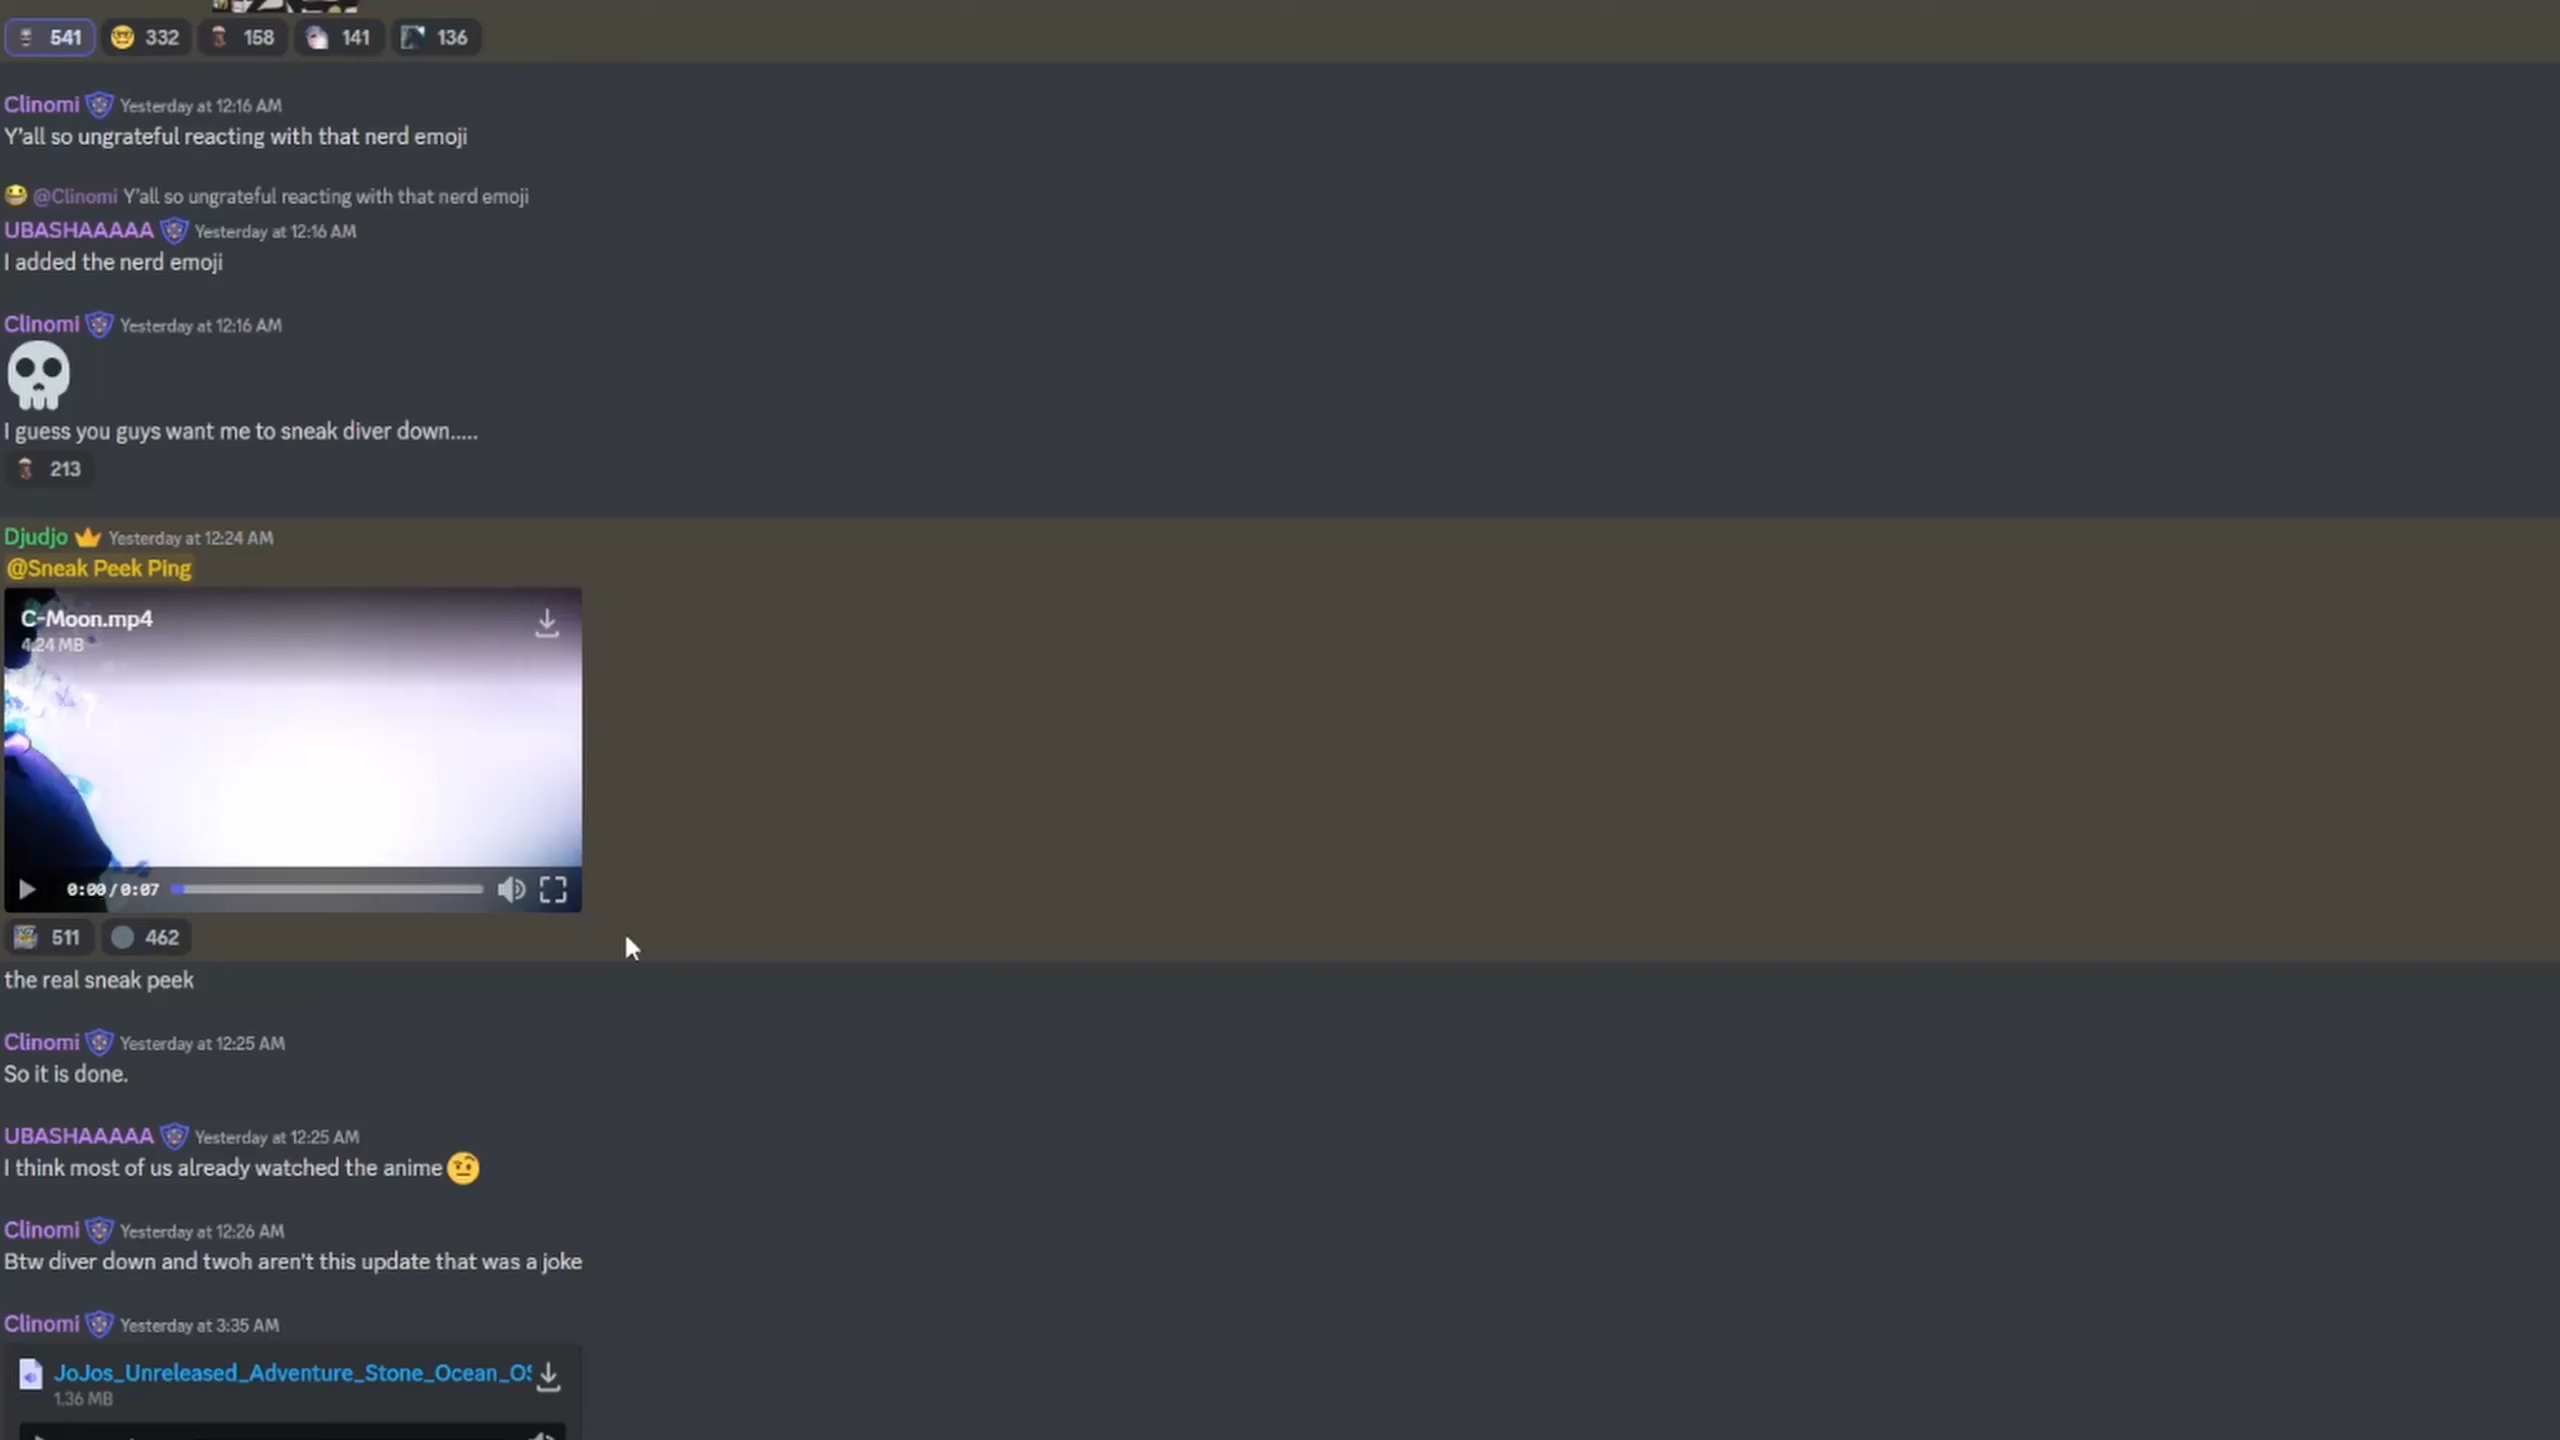 541 332 158 141 136
Clinomi Yesterday at 12:16 AM
Y'all so ungrateful reacting with that nerd emoji
@Clinomi Y'all so ungrateful reacting with that nerd emoji
UBASHAAAAA Yesterday at 12:16 AM
I added the nerd emoji
Clinomi Yesterday at 12:16 AM
I guess you guys want me to sneak diver down.....
213
Djudjo Yesterday at 12:24 AM
@Sneak Peek Ping
C-Moon.mp4
4.24 MB
0:00/0:07
511 462
the real sneak peek
Clinomi Yesterday at 12:25 AM
So it is done.
UBASHAAAAA Yesterday at 12:25 AM
I think most of us already watched the anime
Clinomi Yesterday at 12:26 AM
Btw diver down and twoh aren't this update that was a joke
Clinomi Yesterday at 3:35 AM
JoJos_Unreleased_Adventure_Stone_Ocean_OS
1.36 MB